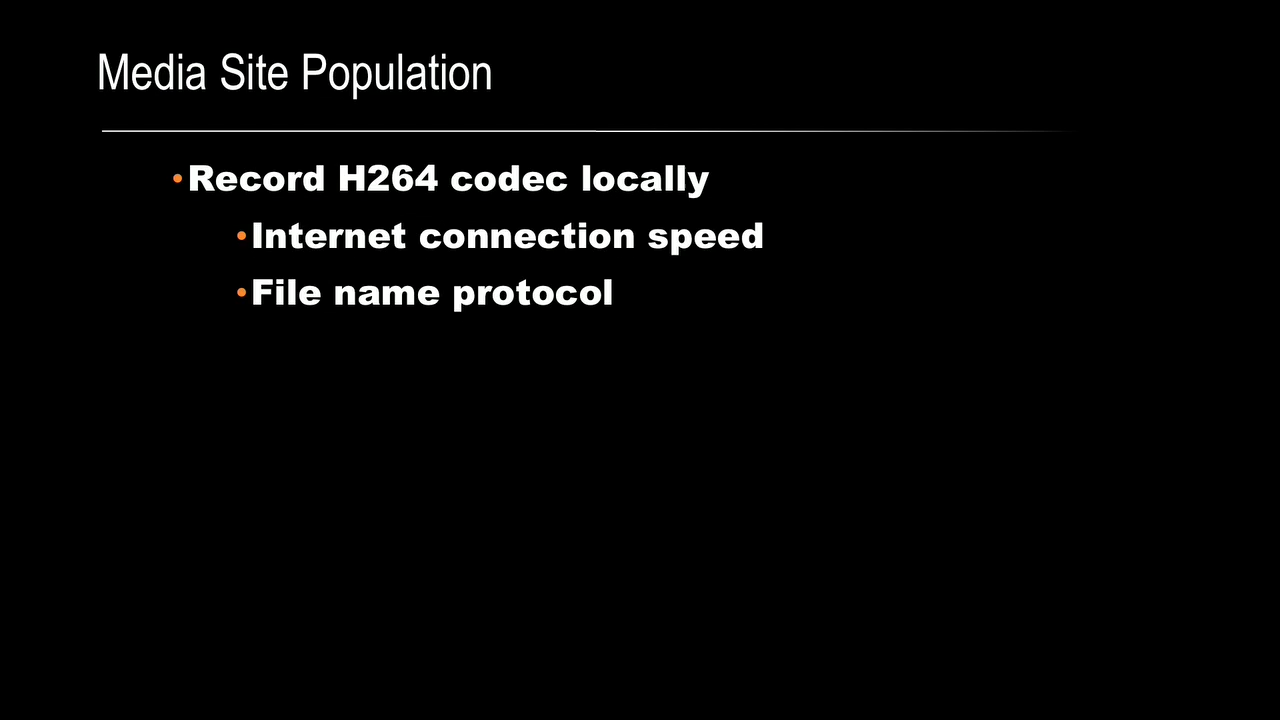 Media Site Population
•Record H264 codec locally
•Internet connection speed
•File name protocol